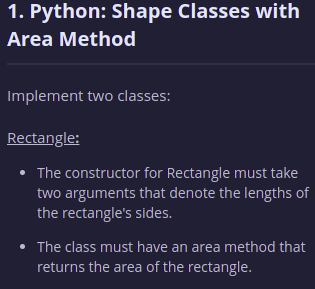 1. Python: Shape Classes with
Area Method
Implement two classes:
Rectangle:
• The constructor for Rectangle must take
two arguments that denote the lengths of
the rectangle's sides.
• The class must have an area method that
returns the area of the rectangle.